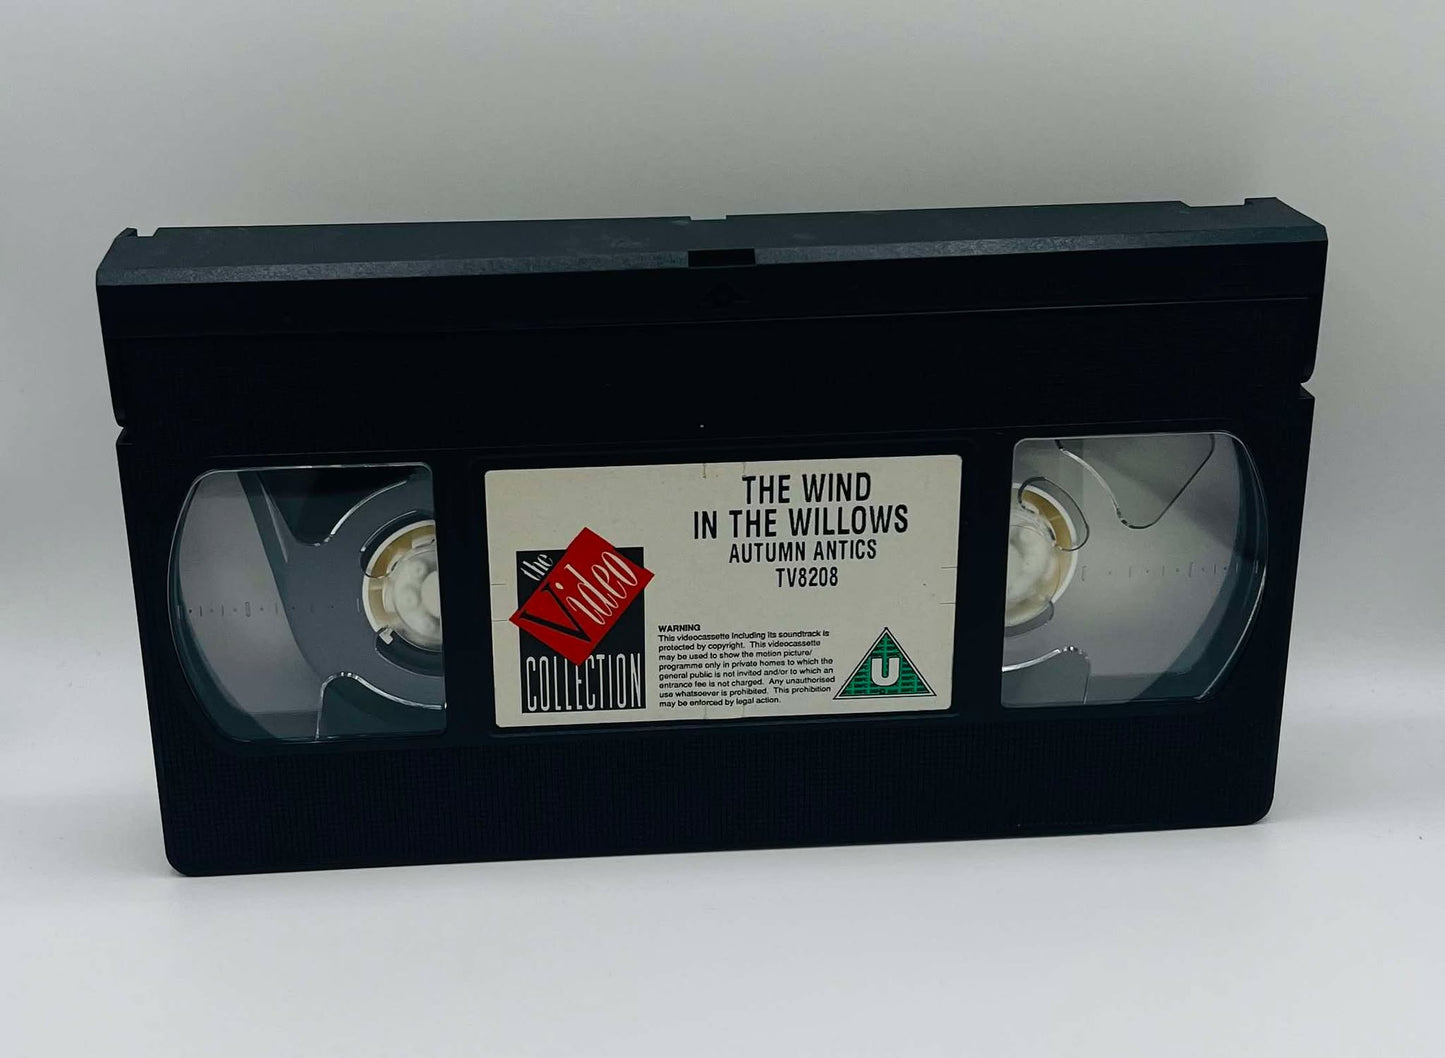 THE WIND
IN THE WILLOWS
AUTUMN ANTICS
TV8208
the
Video
COLLECTION
WARNING
This videocassette including its soundtrack is
protected by copyright. This videocassette
may be used to show the motion picture/
programme only in private homes to which the
general public is not invited and/or to which an
entrance fee is not charged. Any unauthorised
use whatsoever is prohibited. This prohibition
may be enforced by legal action.
U